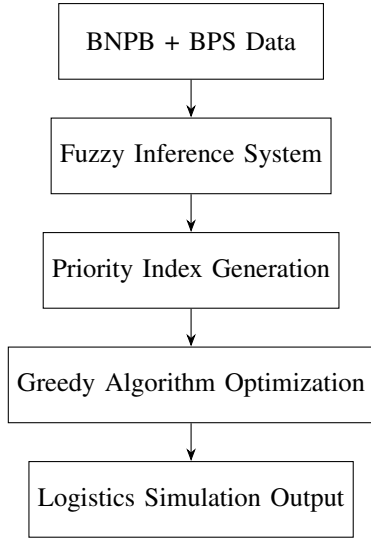 BNPB + BPS Data
Fuzzy Inference System
Priority Index Generation
Greedy Algorithm Optimization
Logistics Simulation Output